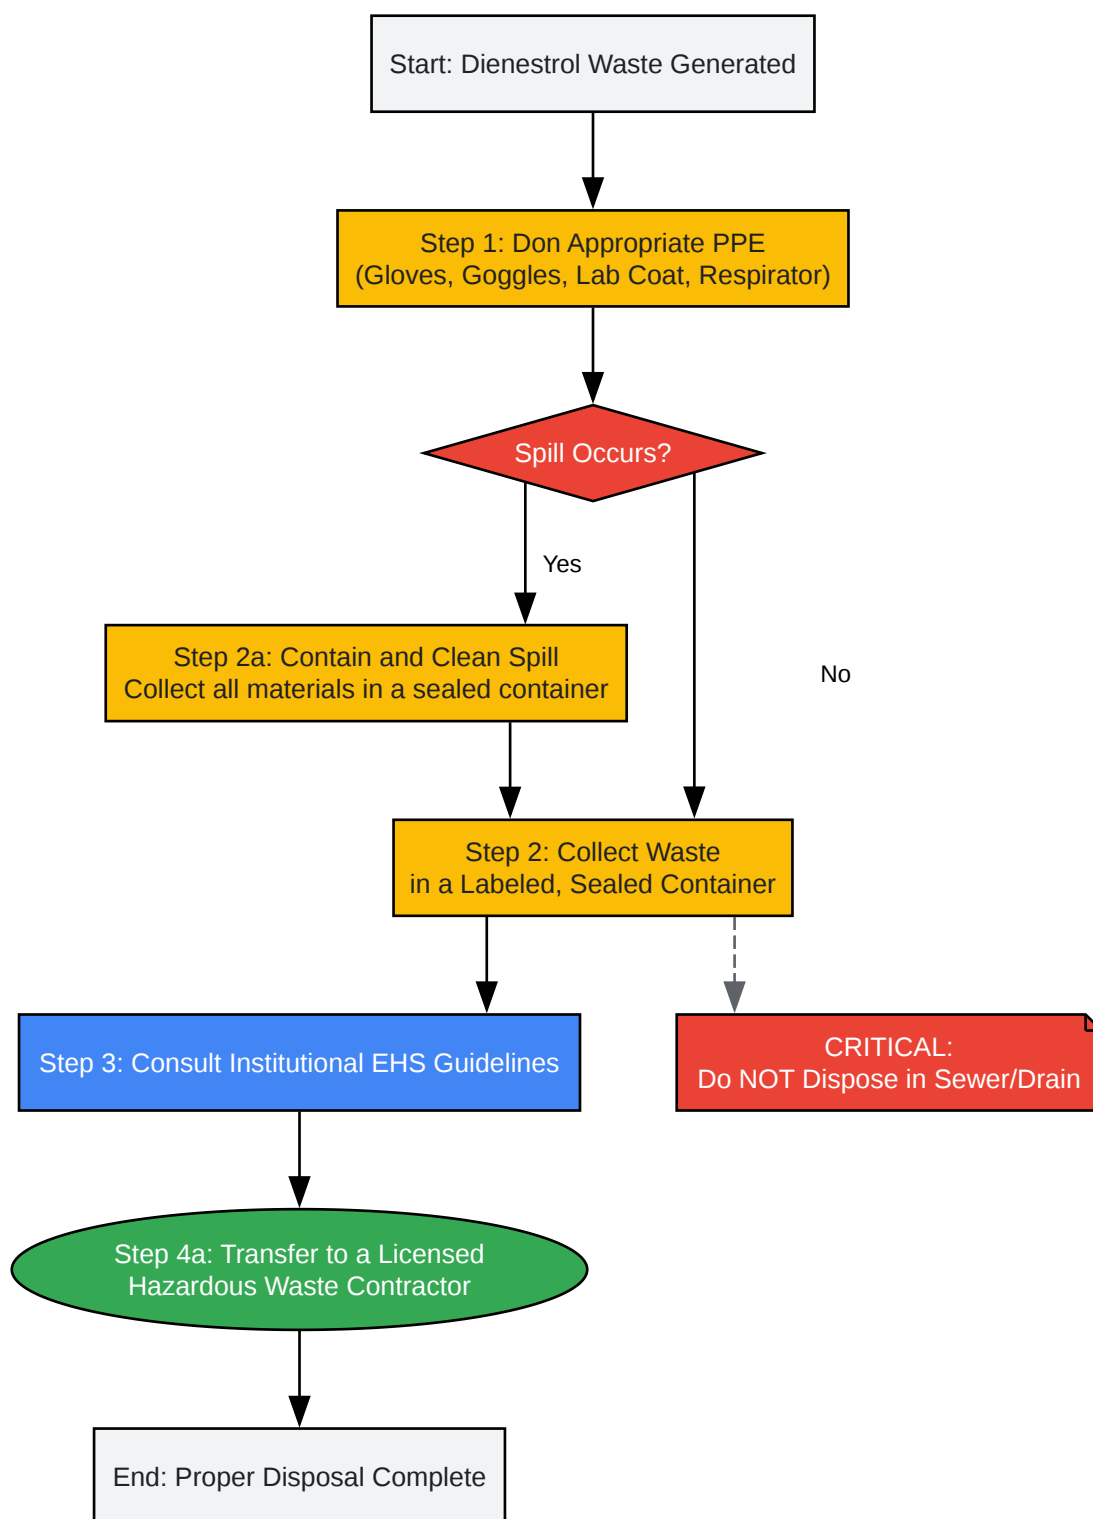 Start: Dienestrol Waste Generated
Step 1: Don Appropriate PPE
(Gloves, Goggles, Lab Coat, Respirator)
Spill Occurs?
Yes
Step 2a: Contain and Clean Spill
Collect all materials in a sealed container
No
Step 2: Collect Waste
in a Labeled, Sealed Container
Step 3: Consult Institutional EHS Guidelines
CRITICAL:
Do NOT Dispose in Sewer/Drain
Step 4a: Transfer to a Licensed
Hazardous Waste Contractor
End: Proper Disposal Complete